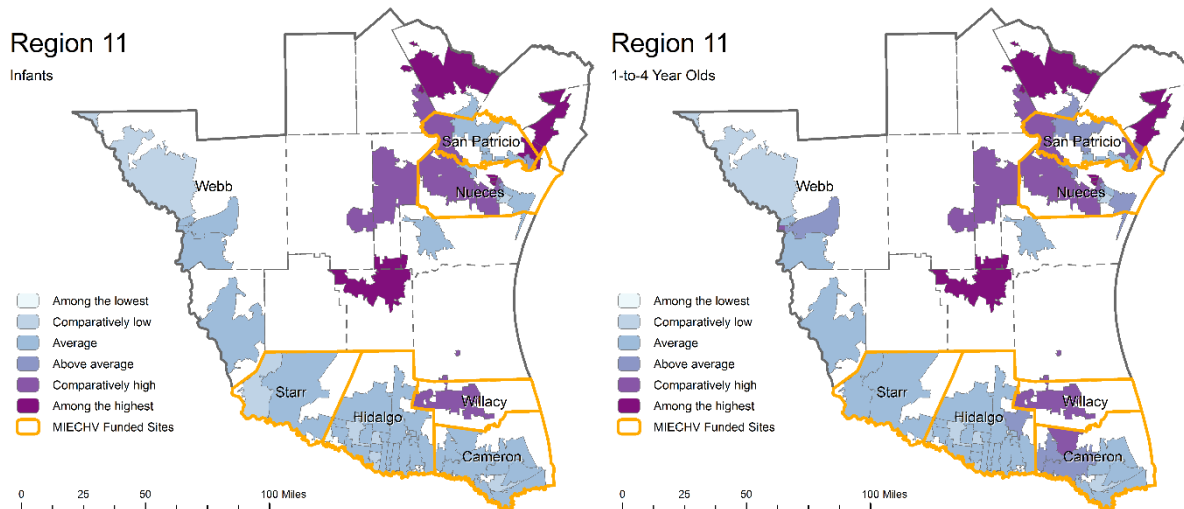 Region 11
Infants
San Patricio
Webb
Nueces
Among the lowest
Comparatively low
Average
Above average
Comparatively high
Among the highest
MIECHV Funded Sites
Starr
Hidalgo
Willacy
Cameron
0 25 50 100 Miles
Region 11
1-to-4 Year Olds
San Patricio
Webb
Nueces
Among the lowest
Comparatively low
Average
Above average
Comparatively high
Among the highest
MIECHV Funded Sites
Starr
Hidalgo
Willacy
Cameron
0 25 50 100 Miles